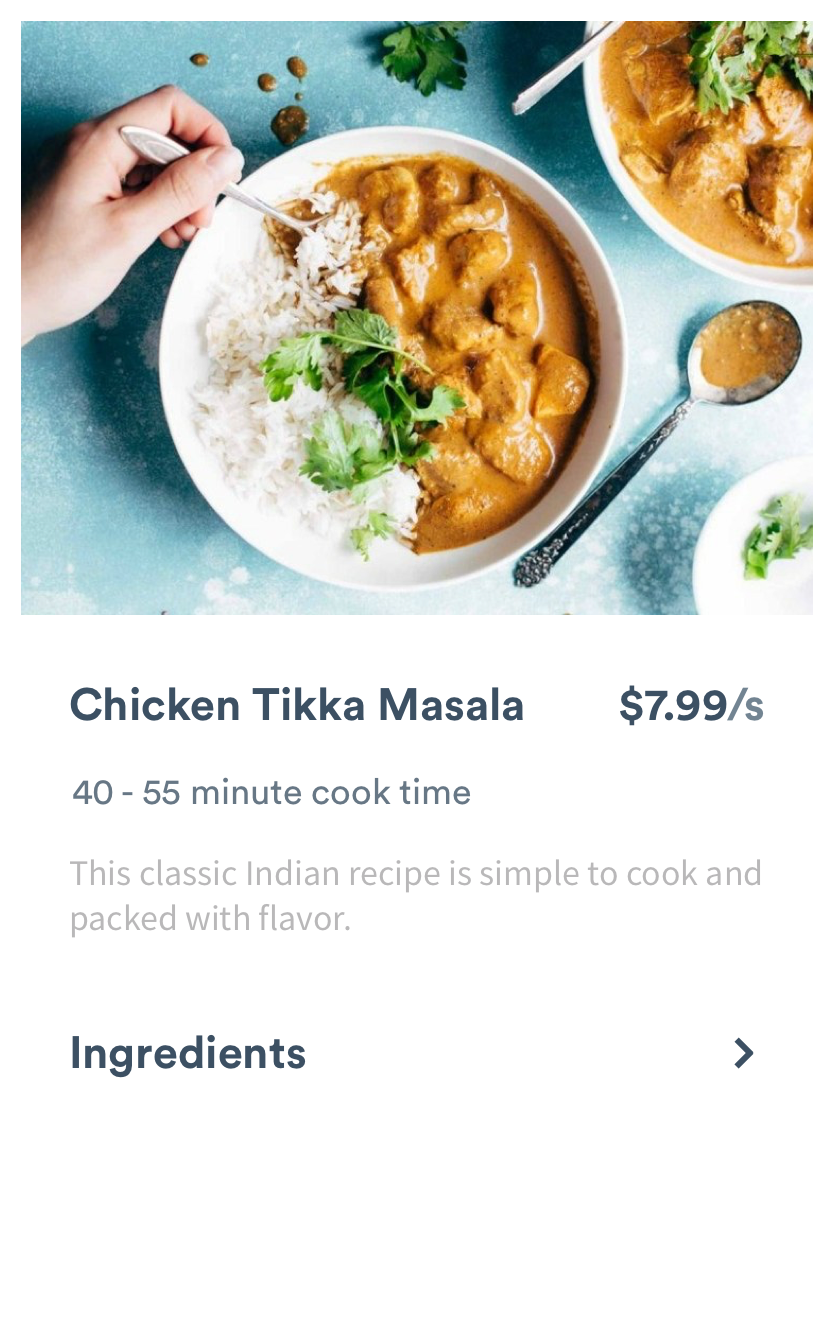 Chicken Tikka Masala $7.99/s
40 - 55 minute cook time
This classic Indian recipe is simple to cook and
packed with flavor.
Ingredients